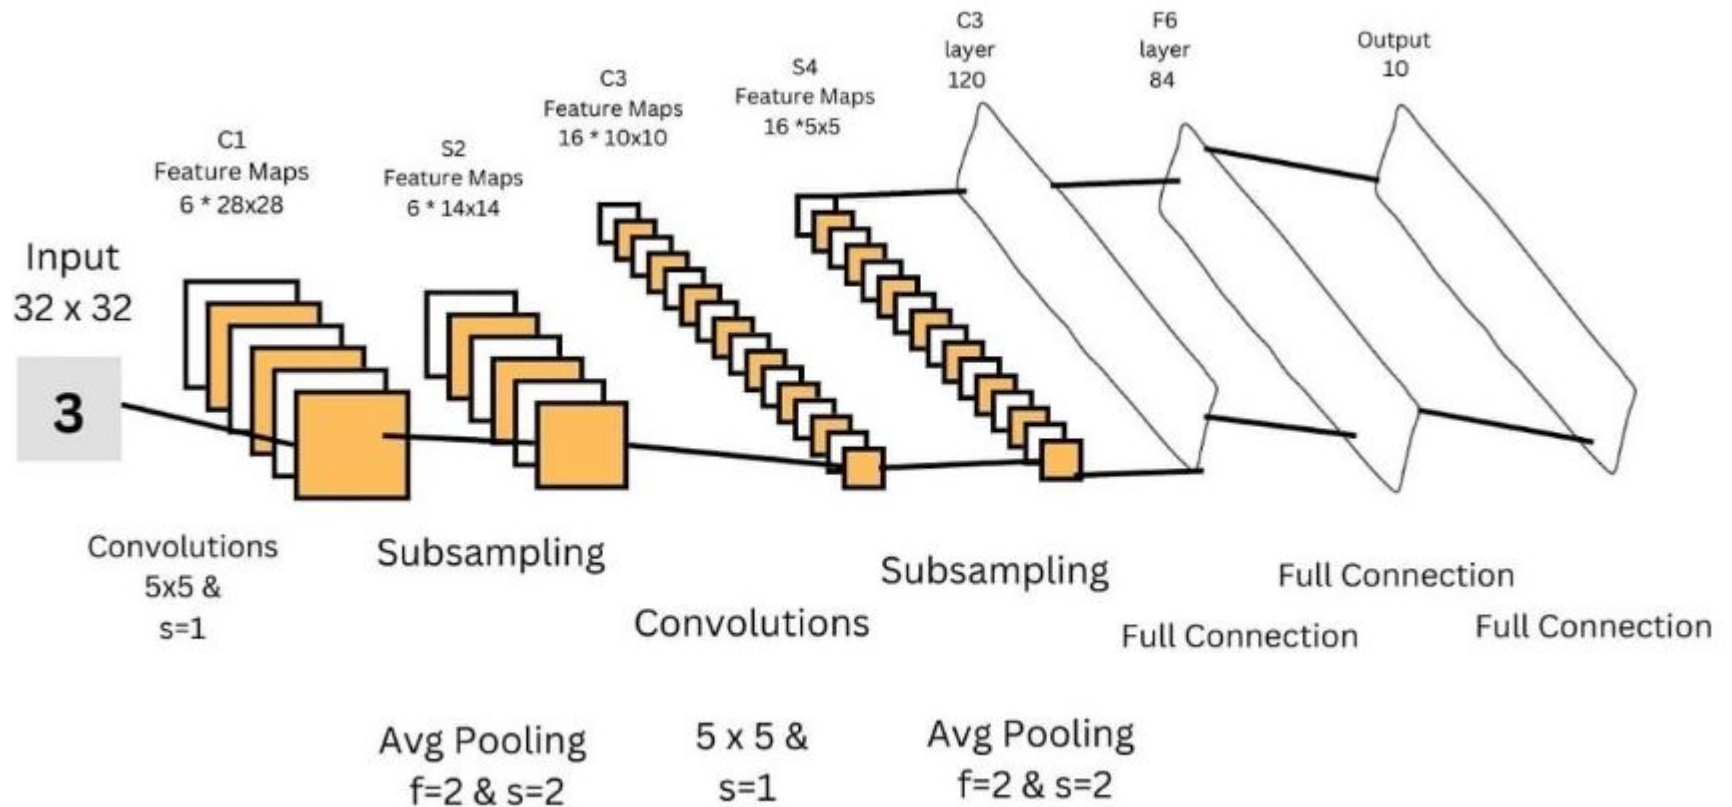 Input
32 x 32
3
C1
Feature Maps
6 * 28x28
S2
Feature Maps
6 * 14x14
C3
Feature Maps
16 * 10x10
S4
Feature Maps
16 *5x5
C3
layer
120
F6
layer
84
Output
10
Convolutions
5x5 &
s=1
Subsampling
Avg Pooling
f=2 & s=2
Convolutions
5 x 5 &
s=1
Subsampling
Avg Pooling
f=2 & s=2
Full Connection
Full Connection
Full Connection